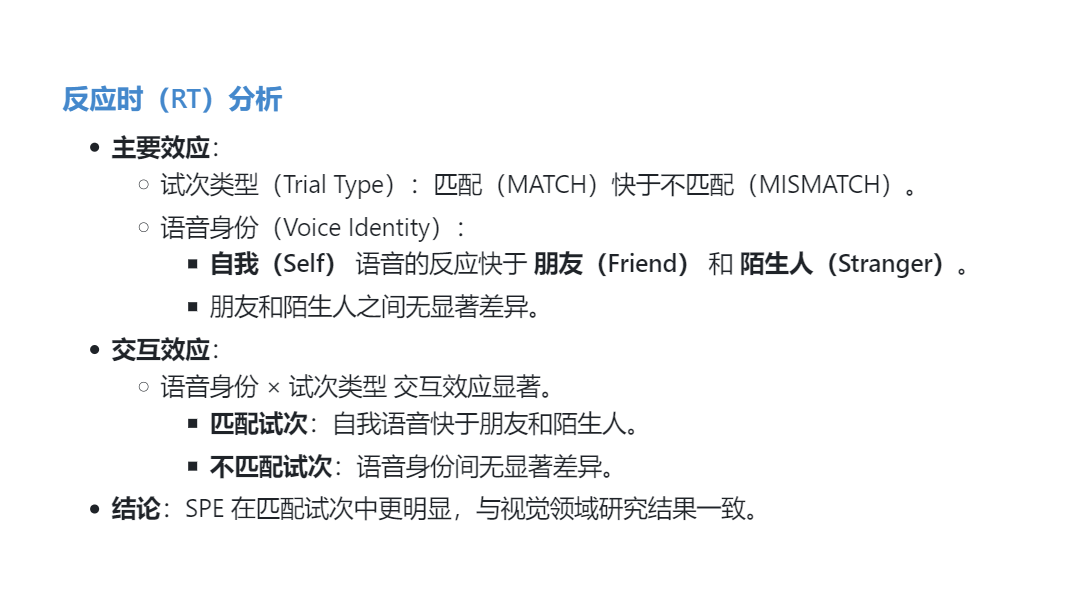 反应时（RT）分析
• 主要效应：
○ 试次类型（Trial Type）：匹配（MATCH）快于不匹配（MISMATCH）。
○ 语音身份（Voice Identity）：
▪ 自我（Self） 语音的反应快于 朋友（Friend） 和 陌生人（Stranger）。
▪ 朋友和陌生人之间无显著差异。
• 交互效应：
○ 语音身份 × 试次类型 交互效应显著。
▪ 匹配试次：自我语音快于朋友和陌生人。
▪ 不匹配试次：语音身份间无显著差异。
• 结论：SPE 在匹配试次中更明显，与视觉领域研究结果一致。